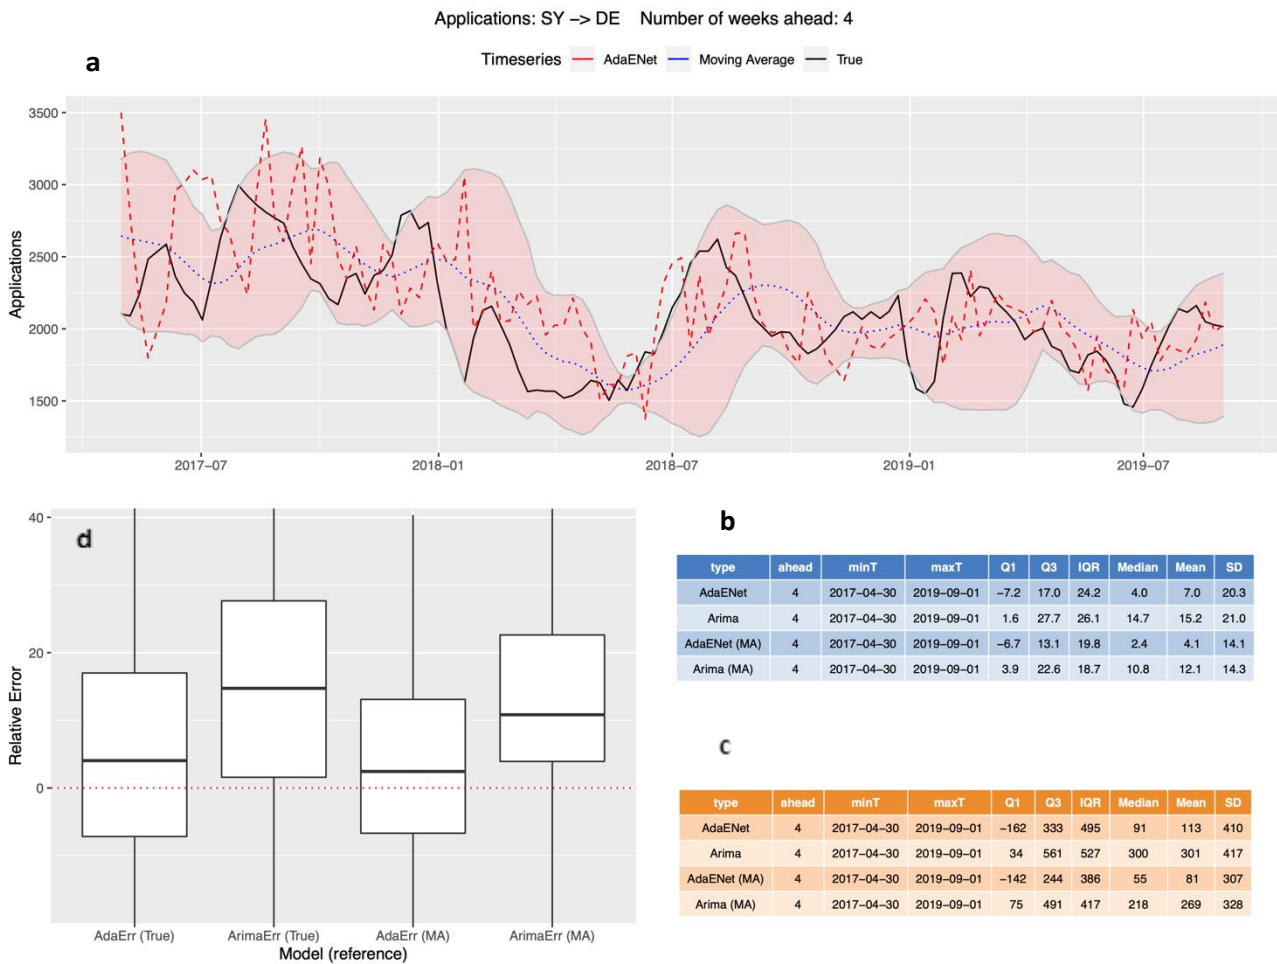 Applications: SY –> DE Number of weeks ahead: 4
Timeseries AdaENet Moving Average True
a
3500
3000
2500
2000
1500
Applications
2017–07 2018–01 2018–07 2019–01 2019–07
d
40
20
0
Relative Error
AdaErr (True) ArimaErr (True) AdaErr (MA) ArimaErr (MA)
Model (reference)
b
type ahead minT maxT Q1 Q3 IQR Median Mean SD
AdaENet 4 2017–04–30 2019–09–01 –7.2 17.0 24.2 4.0 7.0 20.3
Arima 4 2017–04–30 2019–09–01 1.6 27.7 26.1 14.7 15.2 21.0
AdaENet (MA) 4 2017–04–30 2019–09–01 –6.7 13.1 19.8 2.4 4.1 14.1
Arima (MA) 4 2017–04–30 2019–09–01 3.9 22.6 18.7 10.8 12.1 14.3
c
type ahead minT maxT Q1 Q3 IQR Median Mean SD
AdaENet 4 2017–04–30 2019–09–01 –162 333 495 91 113 410
Arima 4 2017–04–30 2019–09–01 34 561 527 300 301 417
AdaENet (MA) 4 2017–04–30 2019–09–01 –142 244 386 55 81 307
Arima (MA) 4 2017–04–30 2019–09–01 75 491 417 218 269 328